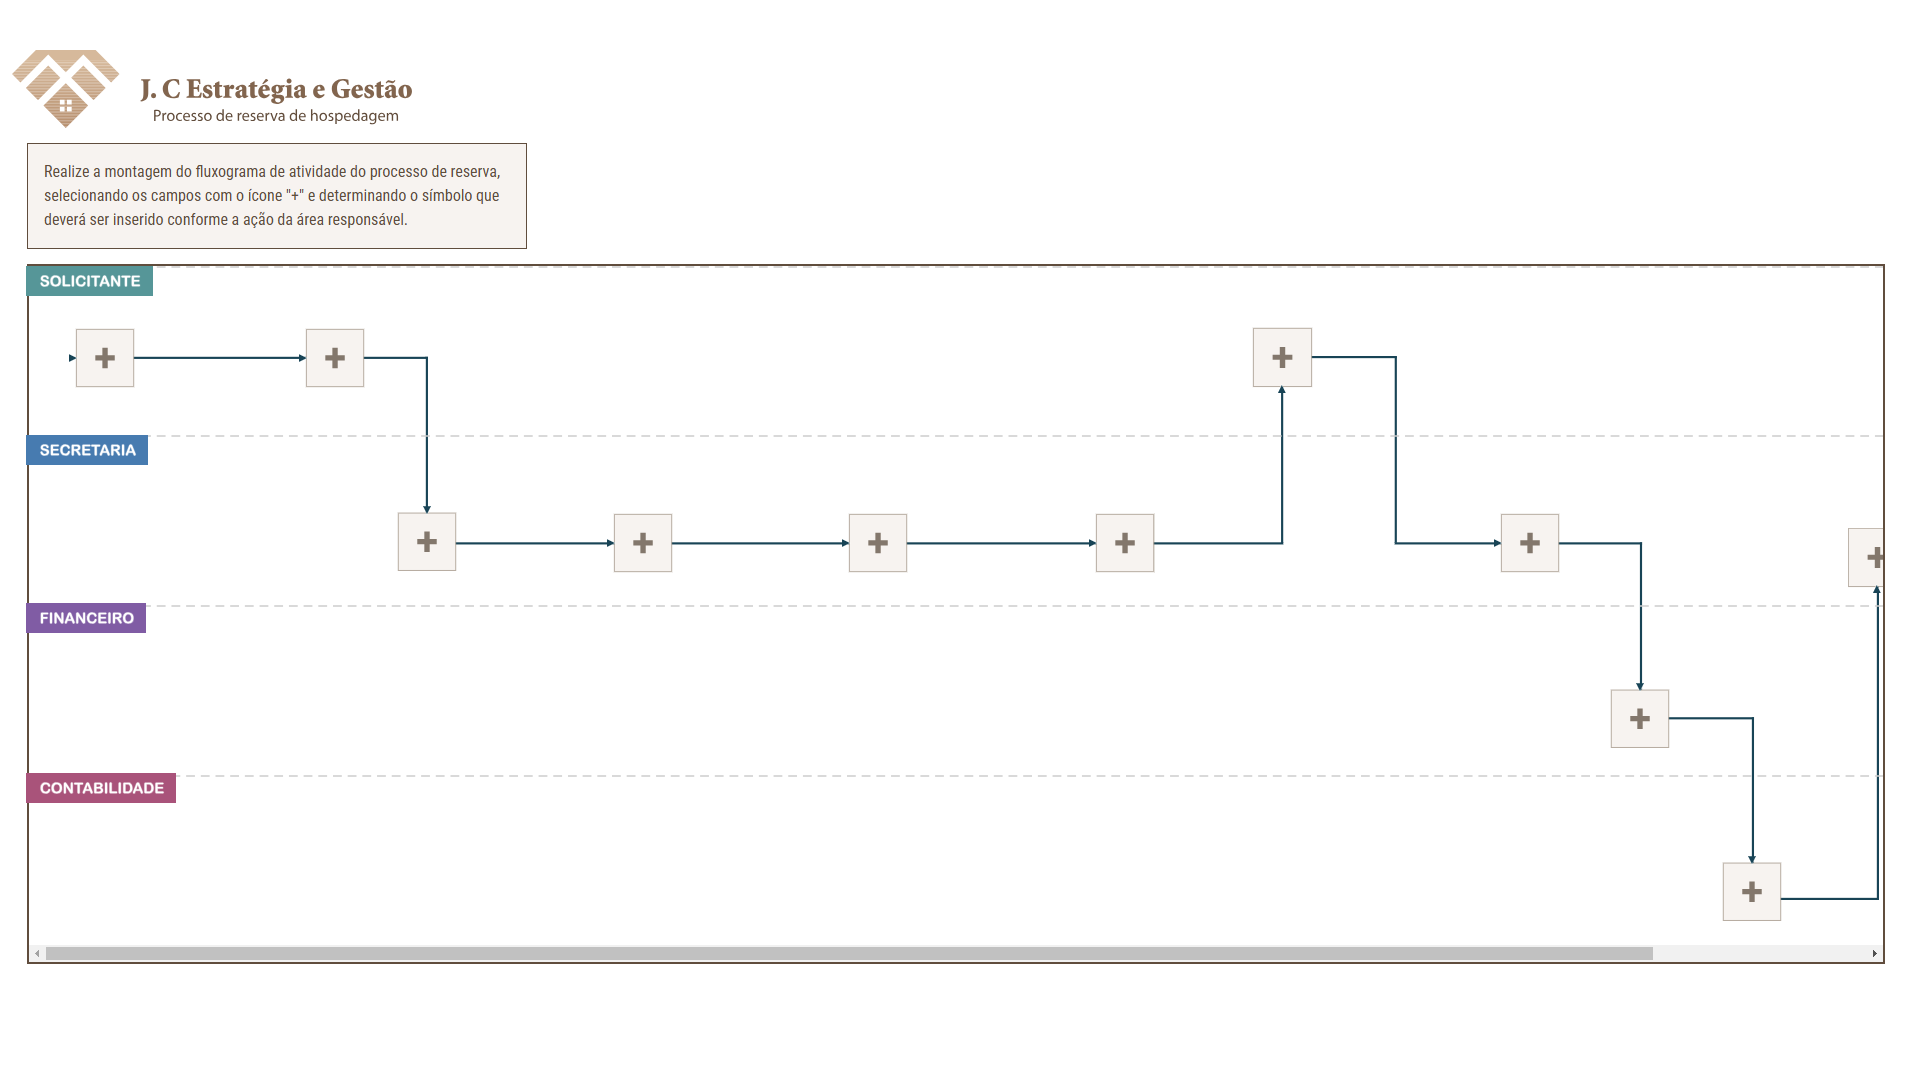 J. C Estratégia e Gestão
Processo de reserva de hospedagem
Realize a montagem do fluxograma de atividade do processo de reserva,
selecionando os campos com o ícone "+" e determinando o símbolo que
deverá ser inserido conforme a ação da área responsável.
SOLICITANTE
SECRETARIA
FINANCEIRO
CONTABILIDADE